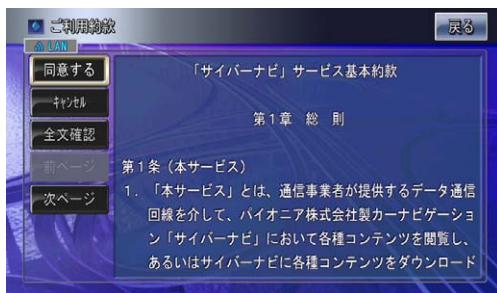 ご利用約款
戻る
LAN
同意する
キャンセル
全文確認
前ページ
次ページ
「サイバーナビ」サービス基本約款
第1章 総 則
第1条（本サービス）
1. 「本サービス」とは、通信事業者が提供するデータ通信
回線を介して、パイオニア株式会社製カーナビゲーショ
ン「サイバーナビ」において各種コンテンツを閲覧し、
あるいはサイバーナビに各種コンテンツをダウンロード